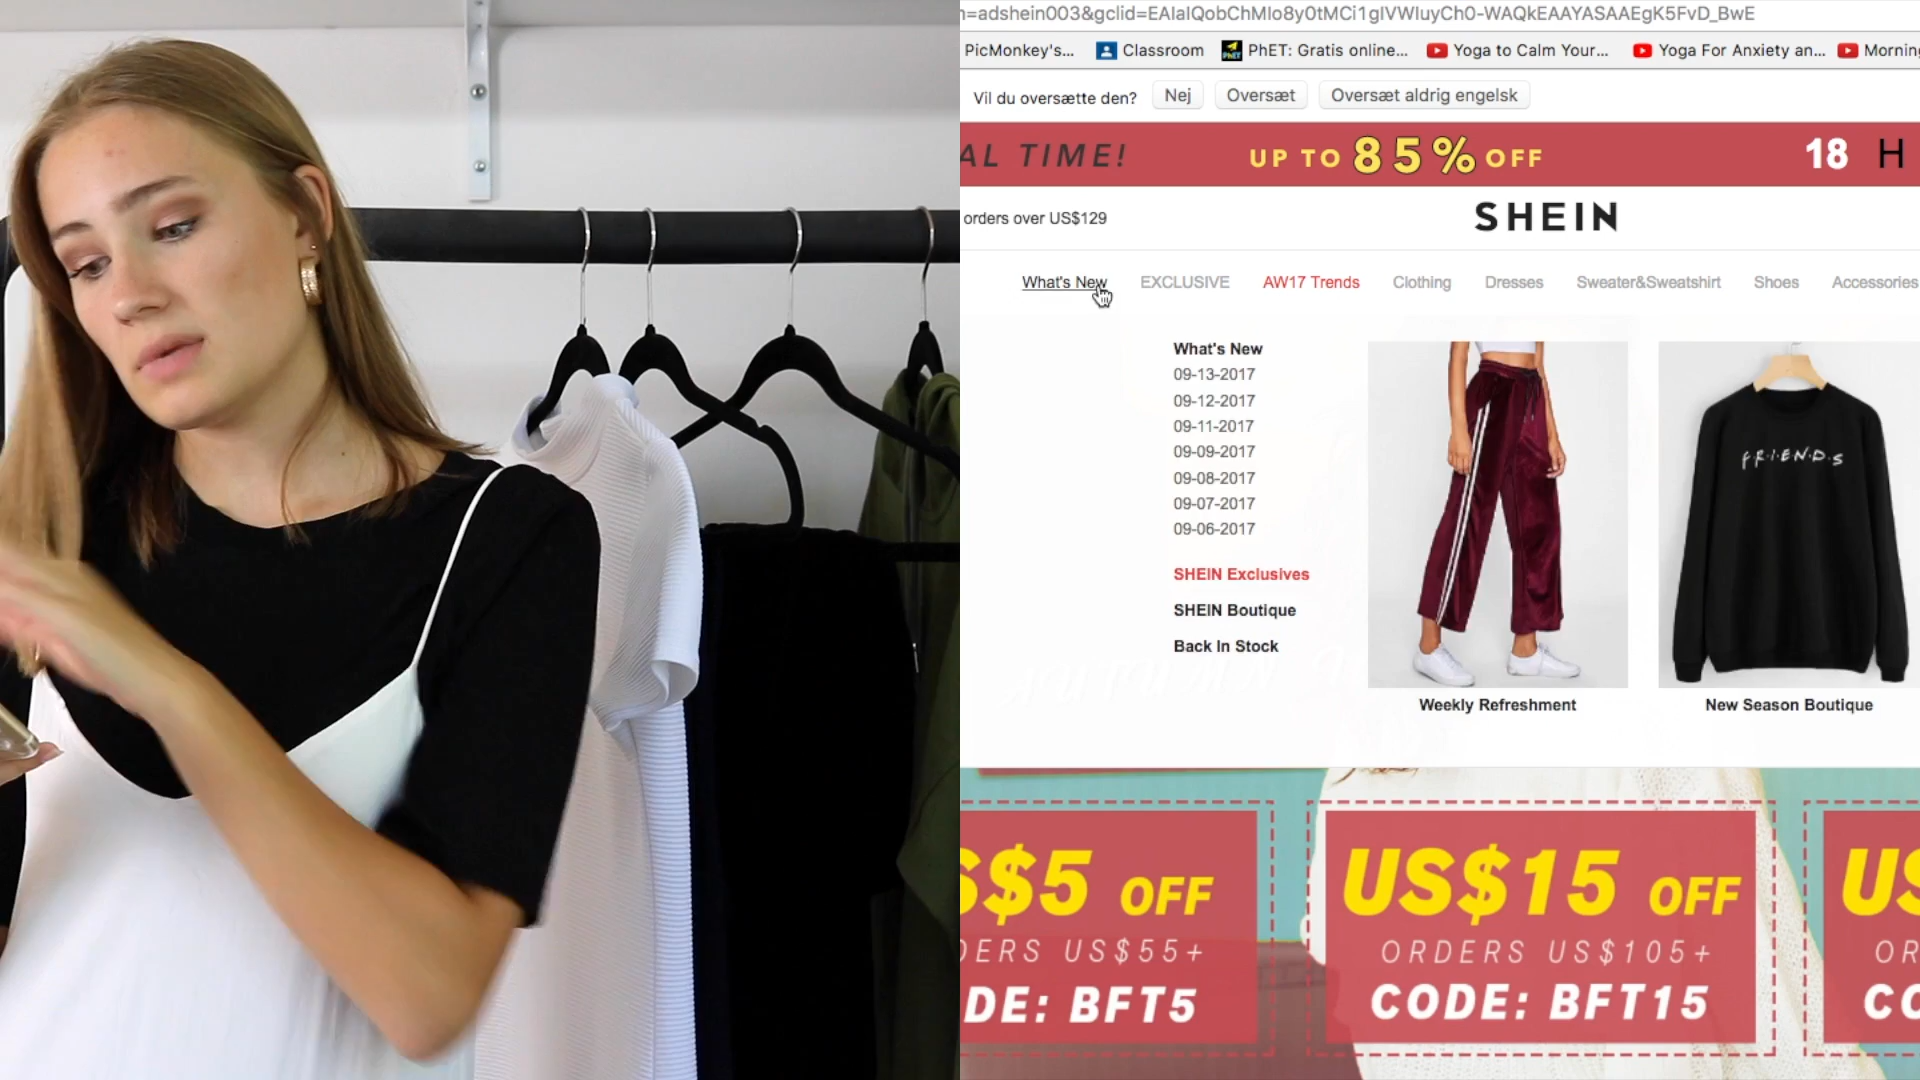 n=adshein003&gclid=EAIaIQobChMIo8y0tMCi1gIVWIuyCh0-WAQkEAAYASAAEgK5FvD_BwE
PicMonkey's... Classroom PhET: Gratis online... Yoga to Calm Your... Yoga For Anxiety an... Morning
Vil du oversætte den? Nej Oversæt Oversæt aldrig engelsk
AL TIME! UP TO 85% OFF 18 H
orders over US$129
SHEIN
What's New EXCLUSIVE AW17 Trends Clothing Dresses Sweater&Sweatshirt Shoes Accessories
What's New
09-13-2017
09-12-2017
09-11-2017
09-09-2017
09-08-2017
09-07-2017
09-06-2017
SHEIN Exclusives
SHEIN Boutique
Back In Stock
F·R·I·E·N·D·S
Weekly Refreshment
New Season Boutique
S$5 OFF
DERS US$55+
DE: BFT5
US$15 OFF
ORDERS US$105+
CODE: BFT15
US
OR
CO